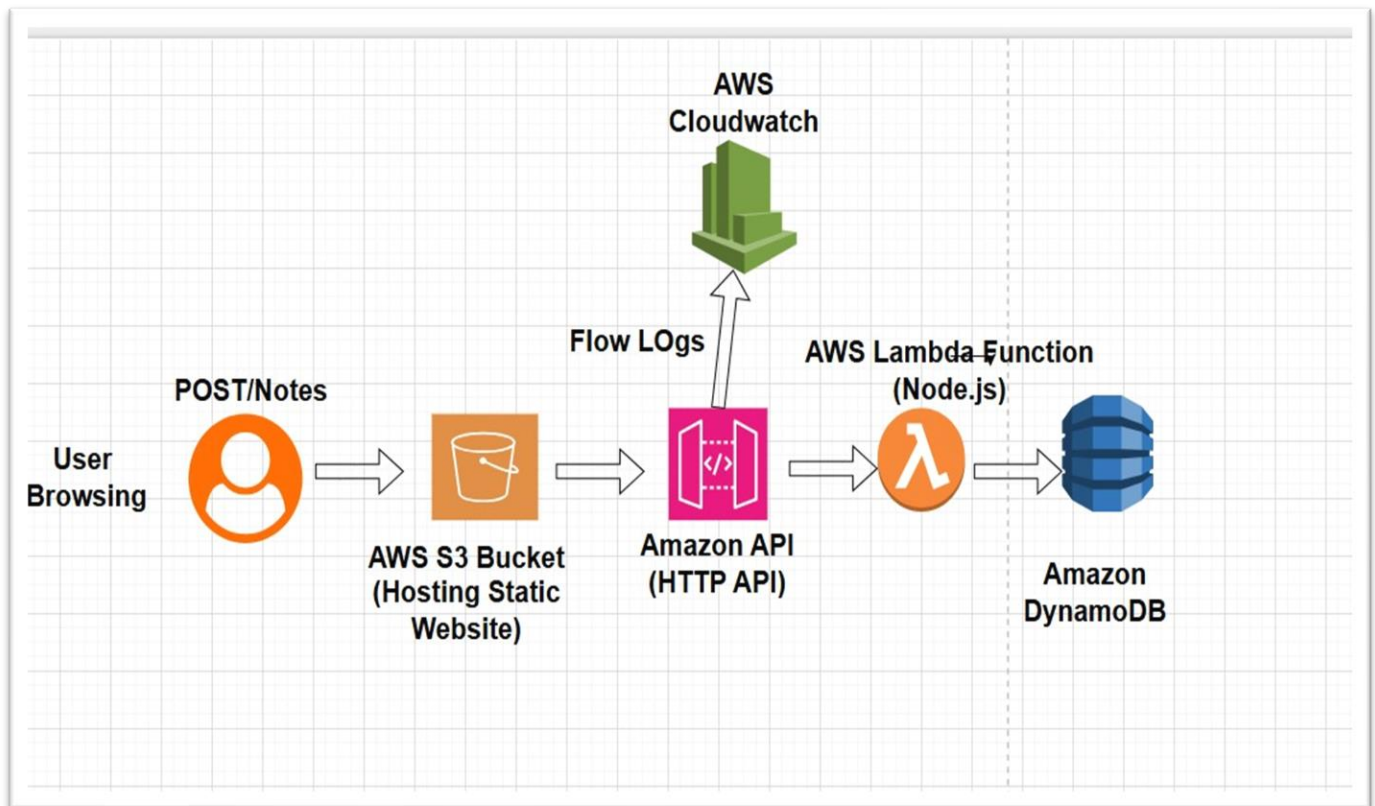 AWS
Cloudwatch
Flow LOgs
AWS Lambda Function
(Node.js)
POST/Notes
User
Browsing
AWS S3 Bucket
(Hosting Static
Website)
Amazon API
(HTTP API)
Amazon
DynamoDB